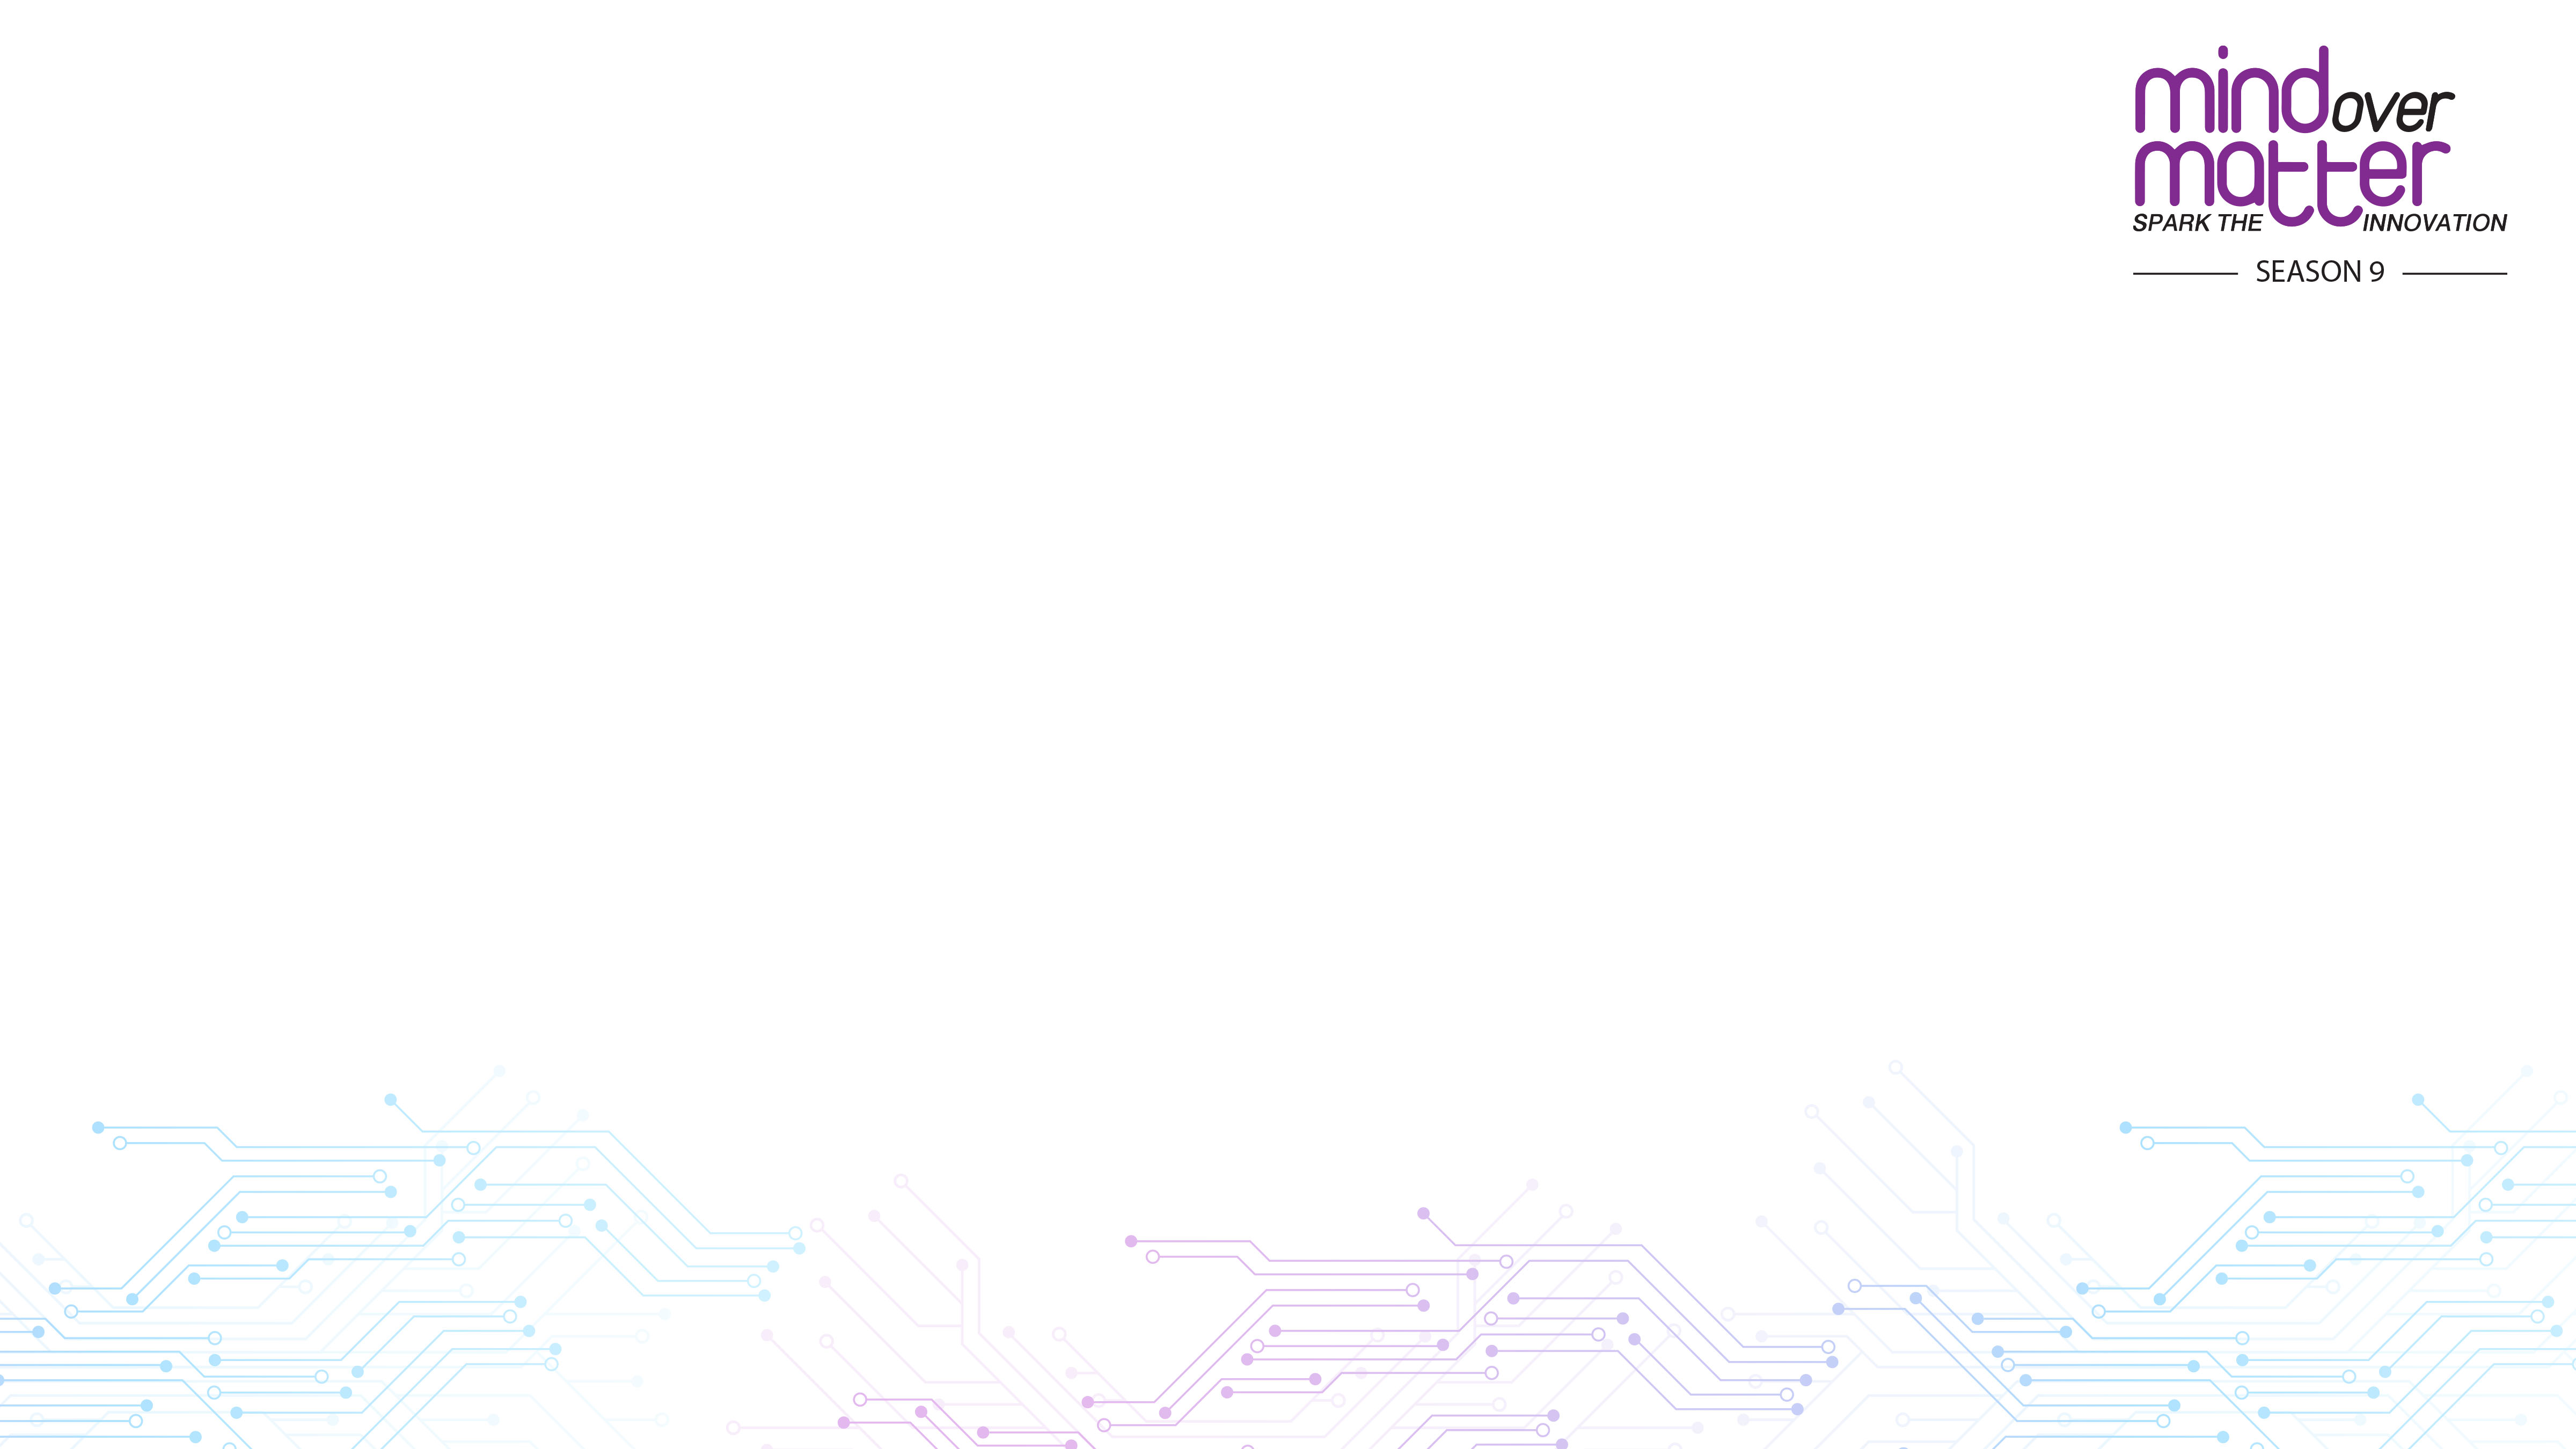 mind over
matter
SPARK THE INNOVATION
SEASON 9